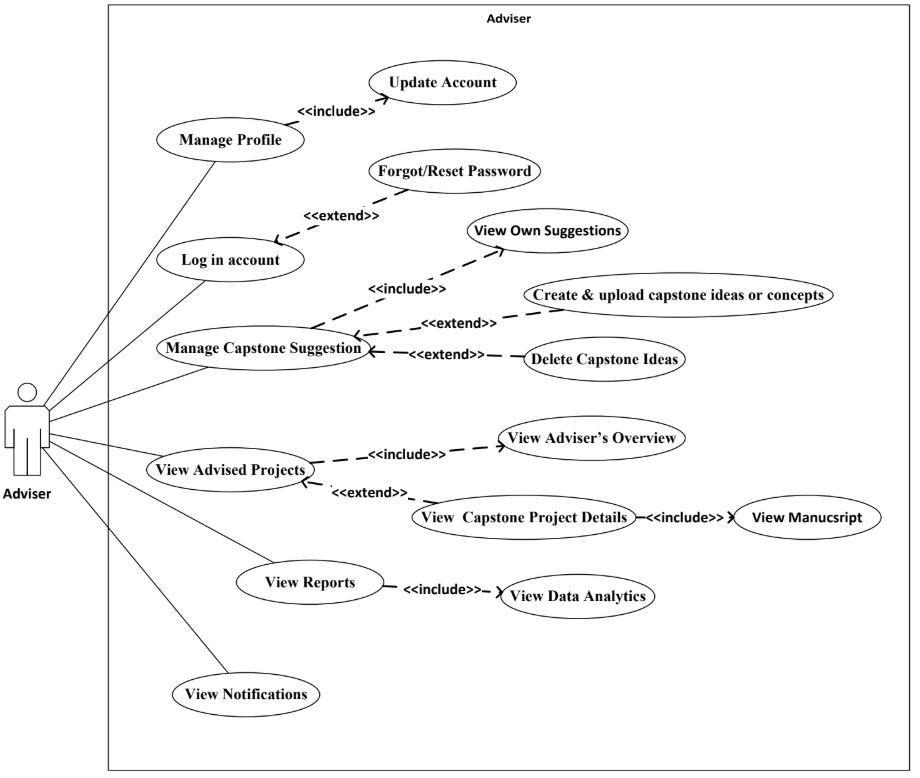 Adviser
Update Account
<<include>>
Manage Profile
Forgot/Reset Password
<<extend>>
View Own Suggestions
Log in account
<<include>>
Create & upload capstone ideas or concepts
<<extend>>
Manage Capstone Suggestion
<<extend>>
Delete Capstone Ideas
View Adviser's Overview
<<include>>
View Advised Projects
<<extend>>
Adviser
View Capstone Project Details
<<include>>
View Manucsript
View Reports
<<include>>
View Data Analytics
View Notifications